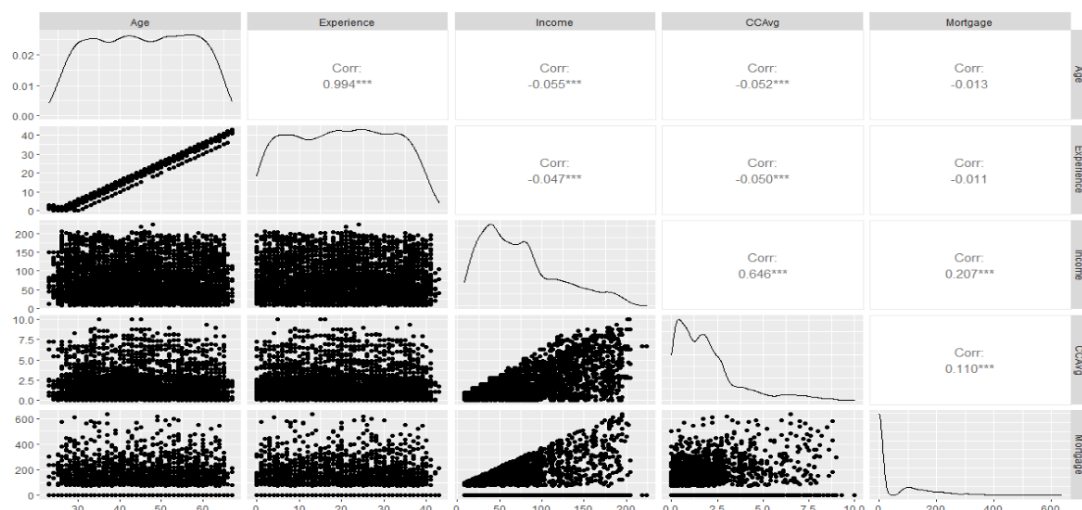 Age Experience Income CCAvg Mortgage
0.02
0.01
0.00
Corr:
0.994***
Corr:
-0.055***
Corr:
-0.052***
Corr:
-0.013
Age
40
30
20
10
0
Corr:
-0.047***
Corr:
-0.050***
Corr:
-0.011
Experience
200
150
100
50
0
Corr:
0.646***
Corr:
0.207***
Income
10.0
7.5
5.0
2.5
0.0
Corr:
0.110***
CCAvg
600
400
200
0
Mortgage
30 40 50 60 0 10 20 30 40 0 50 100 150 200 0.0 2.5 5.0 7.5 10.0 0 200 400 600